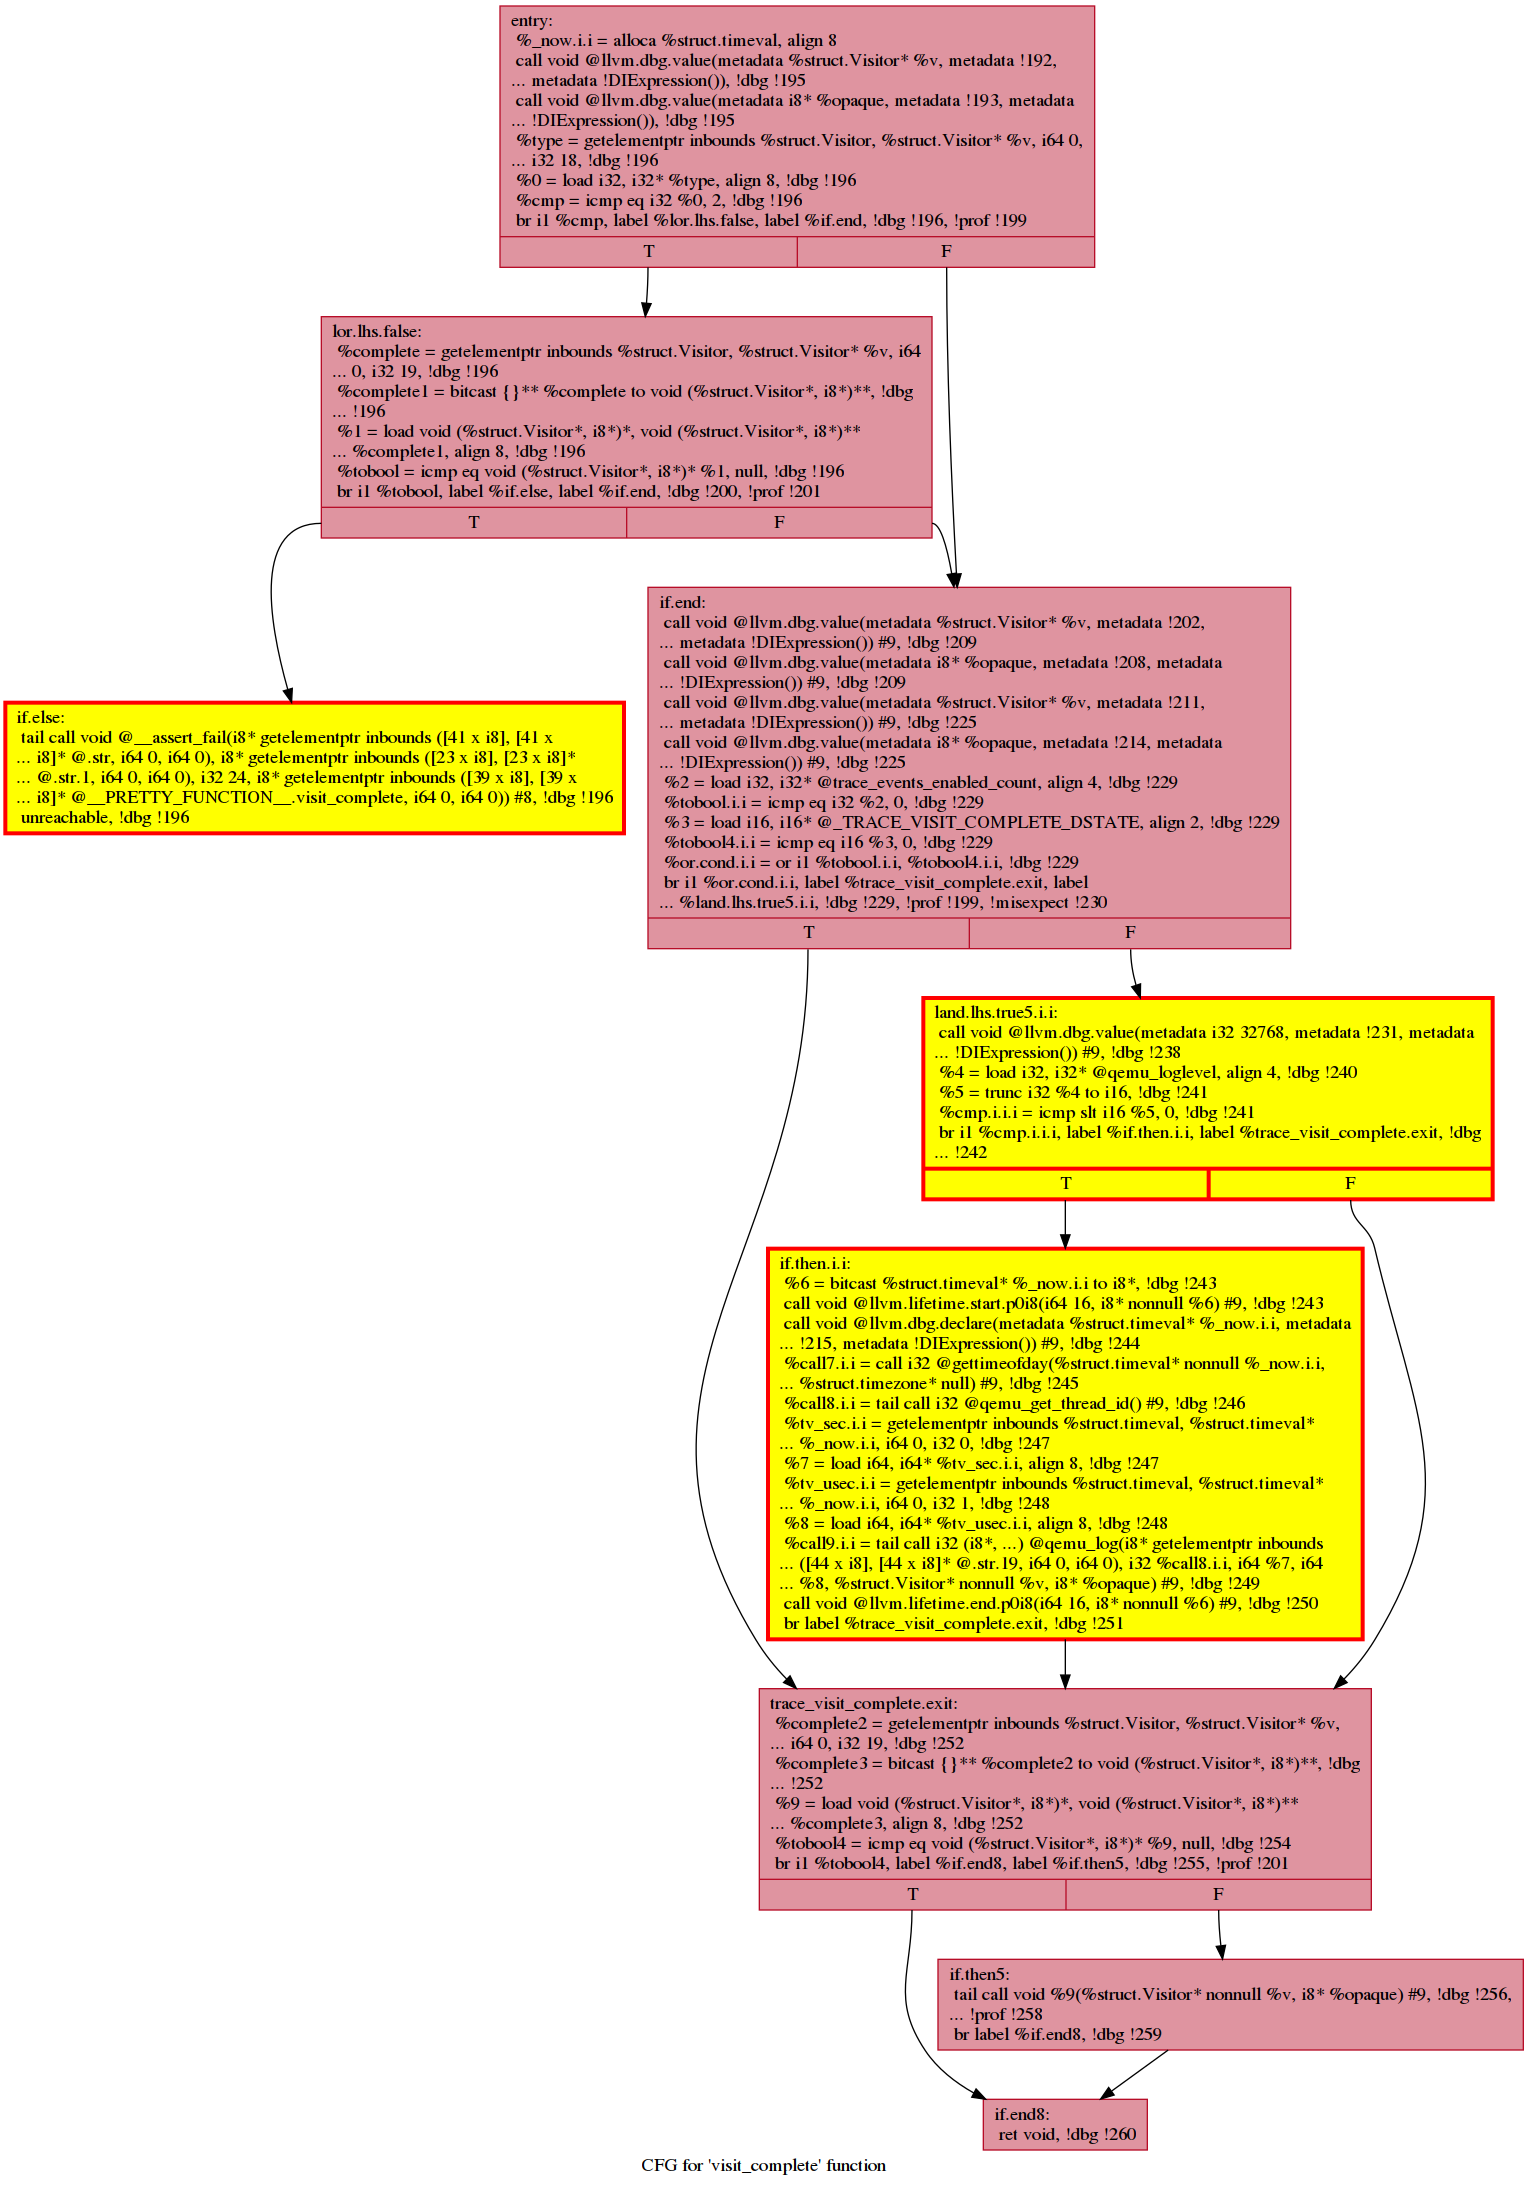 entry:
%_now.i.i = alloca %struct.timeval, align 8
call void @llvm.dbg.value(metadata %struct.Visitor* %v, metadata !192,
... metadata !DIExpression()), !dbg !195
call void @llvm.dbg.value(metadata i8* %opaque, metadata !193, metadata
... !DIExpression()), !dbg !195
%type = getelementptr inbounds %struct.Visitor, %struct.Visitor* %v, i64 0,
... i32 18, !dbg !196
%0 = load i32, i32* %type, align 8, !dbg !196
%cmp = icmp eq i32 %0, 2, !dbg !196
br i1 %cmp, label %lor.lhs.false, label %if.end, !dbg !196, !prof !199
T F
lor.lhs.false:
%complete = getelementptr inbounds %struct.Visitor, %struct.Visitor* %v, i64
... 0, i32 19, !dbg !196
%complete1 = bitcast {}** %complete to void (%struct.Visitor*, i8*)**, !dbg
... !196
%1 = load void (%struct.Visitor*, i8*)*, void (%struct.Visitor*, i8*)**
... %complete1, align 8, !dbg !196
%tobool = icmp eq void (%struct.Visitor*, i8*)* %1, null, !dbg !196
br i1 %tobool, label %if.else, label %if.end, !dbg !200, !prof !201
T F
if.else:
tail call void @__assert_fail(i8* getelementptr inbounds ([41 x i8], [41 x
... i8]* @.str, i64 0, i64 0), i8* getelementptr inbounds ([23 x i8], [23 x i8]*
... @.str.1, i64 0, i64 0), i32 24, i8* getelementptr inbounds ([39 x i8], [39 x
... i8]* @__PRETTY_FUNCTION__.visit_complete, i64 0, i64 0)) #8, !dbg !196
unreachable, !dbg !196
if.end:
call void @llvm.dbg.value(metadata %struct.Visitor* %v, metadata !202,
... metadata !DIExpression()) #9, !dbg !209
call void @llvm.dbg.value(metadata i8* %opaque, metadata !208, metadata
... !DIExpression()) #9, !dbg !209
call void @llvm.dbg.value(metadata %struct.Visitor* %v, metadata !211,
... metadata !DIExpression()) #9, !dbg !225
call void @llvm.dbg.value(metadata i8* %opaque, metadata !214, metadata
... !DIExpression()) #9, !dbg !225
%2 = load i32, i32* @trace_events_enabled_count, align 4, !dbg !229
%tobool.i.i = icmp eq i32 %2, 0, !dbg !229
%3 = load i16, i16* @_TRACE_VISIT_COMPLETE_DSTATE, align 2, !dbg !229
%tobool4.i.i = icmp eq i16 %3, 0, !dbg !229
%or.cond.i.i = or i1 %tobool.i.i, %tobool4.i.i, !dbg !229
br i1 %or.cond.i.i, label %trace_visit_complete.exit, label
... %land.lhs.true5.i.i, !dbg !229, !prof !199, !misexpect !230
T F
land.lhs.true5.i.i:
call void @llvm.dbg.value(metadata i32 32768, metadata !231, metadata
... !DIExpression()) #9, !dbg !238
%4 = load i32, i32* @qemu_loglevel, align 4, !dbg !240
%5 = trunc i32 %4 to i16, !dbg !241
%cmp.i.i.i = icmp slt i16 %5, 0, !dbg !241
br i1 %cmp.i.i.i, label %if.then.i.i, label %trace_visit_complete.exit, !dbg
... !242
T F
if.then.i.i:
%6 = bitcast %struct.timeval* %_now.i.i to i8*, !dbg !243
call void @llvm.lifetime.start.p0i8(i64 16, i8* nonnull %6) #9, !dbg !243
call void @llvm.dbg.declare(metadata %struct.timeval* %_now.i.i, metadata
... !215, metadata !DIExpression()) #9, !dbg !244
%call7.i.i = call i32 @gettimeofday(%struct.timeval* nonnull %_now.i.i,
... %struct.timezone* null) #9, !dbg !245
%call8.i.i = tail call i32 @qemu_get_thread_id() #9, !dbg !246
%tv_sec.i.i = getelementptr inbounds %struct.timeval, %struct.timeval*
... %_now.i.i, i64 0, i32 0, !dbg !247
%7 = load i64, i64* %tv_sec.i.i, align 8, !dbg !247
%tv_usec.i.i = getelementptr inbounds %struct.timeval, %struct.timeval*
... %_now.i.i, i64 0, i32 1, !dbg !248
%8 = load i64, i64* %tv_usec.i.i, align 8, !dbg !248
%call9.i.i = tail call i32 (i8*, ...) @qemu_log(i8* getelementptr inbounds
... ([44 x i8], [44 x i8]* @.str.19, i64 0, i64 0), i32 %call8.i.i, i64 %7, i64
... %8, %struct.Visitor* nonnull %v, i8* %opaque) #9, !dbg !249
call void @llvm.lifetime.end.p0i8(i64 16, i8* nonnull %6) #9, !dbg !250
br label %trace_visit_complete.exit, !dbg !251
trace_visit_complete.exit:
%complete2 = getelementptr inbounds %struct.Visitor, %struct.Visitor* %v,
... i64 0, i32 19, !dbg !252
%complete3 = bitcast {}** %complete2 to void (%struct.Visitor*, i8*)**, !dbg
... !252
%9 = load void (%struct.Visitor*, i8*)*, void (%struct.Visitor*, i8*)**
... %complete3, align 8, !dbg !252
%tobool4 = icmp eq void (%struct.Visitor*, i8*)* %9, null, !dbg !254
br i1 %tobool4, label %if.end8, label %if.then5, !dbg !255, !prof !201
T F
if.then5:
tail call void %9(%struct.Visitor* nonnull %v, i8* %opaque) #9, !dbg !256,
... !prof !258
br label %if.end8, !dbg !259
if.end8:
ret void, !dbg !260
CFG for 'visit_complete' function